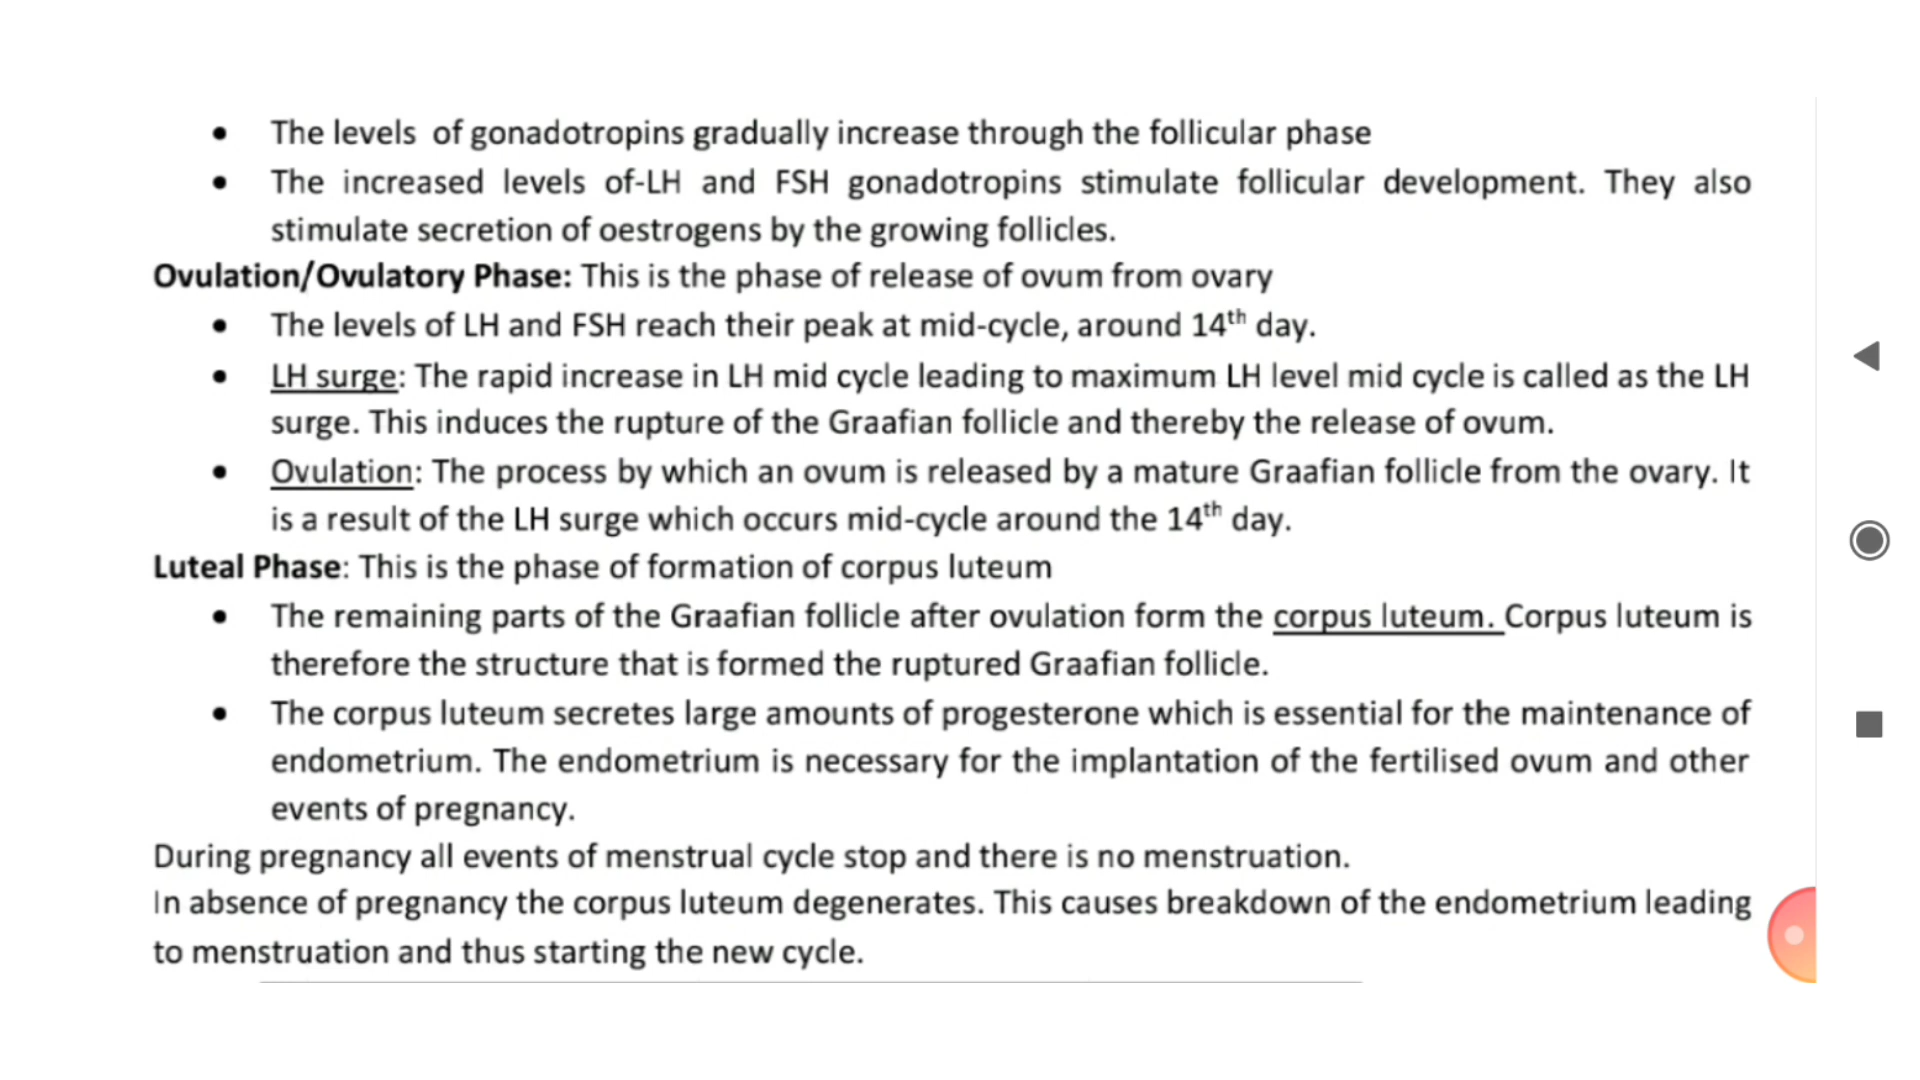 • The levels of gonadotropins gradually increase through the follicular phase
• The increased levels of-LH and FSH gonadotropins stimulate follicular development. They also
stimulate secretion of oestrogens by the growing follicles.
Ovulation/Ovulatory Phase: This is the phase of release of ovum from ovary
• The levels of LH and FSH reach their peak at mid-cycle, around 14th day.
• LH surge: The rapid increase in LH mid cycle leading to maximum LH level mid cycle is called as the LH
surge. This induces the rupture of the Graafian follicle and thereby the release of ovum.
• Ovulation: The process by which an ovum is released by a mature Graafian follicle from the ovary. It
is a result of the LH surge which occurs mid-cycle around the 14th day.
Luteal Phase: This is the phase of formation of corpus luteum
• The remaining parts of the Graafian follicle after ovulation form the corpus luteum. Corpus luteum is
therefore the structure that is formed the ruptured Graafian follicle.
• The corpus luteum secretes large amounts of progesterone which is essential for the maintenance of
endometrium. The endometrium is necessary for the implantation of the fertilised ovum and other
events of pregnancy.
During pregnancy all events of menstrual cycle stop and there is no menstruation.
In absence of pregnancy the corpus luteum degenerates. This causes breakdown of the endometrium leading
to menstruation and thus starting the new cycle.